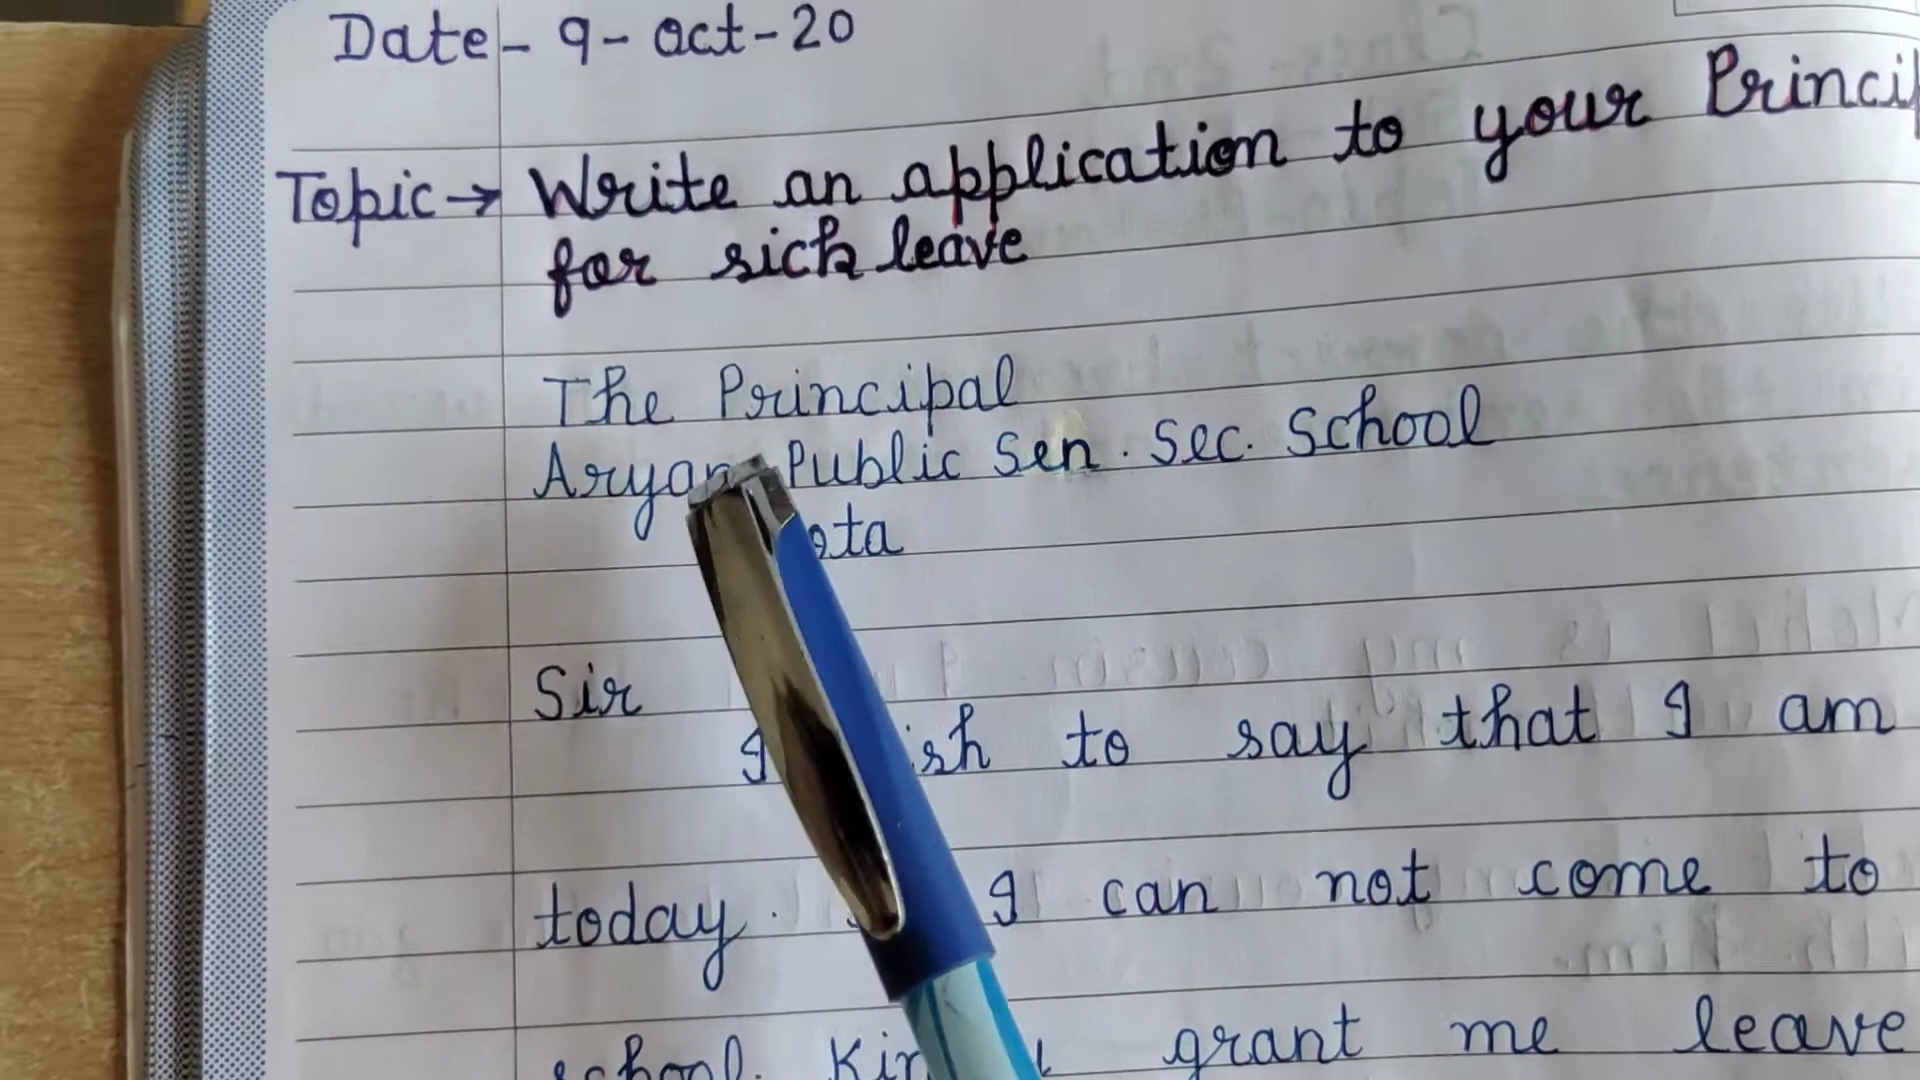 Date - 9 - Oct - 20
Topic → Write an application to your
for sick leave
The Principal
Aryan Public Sen. Sec. School
Sir
I to say that I am
today. I can not come to
school. grant me leave